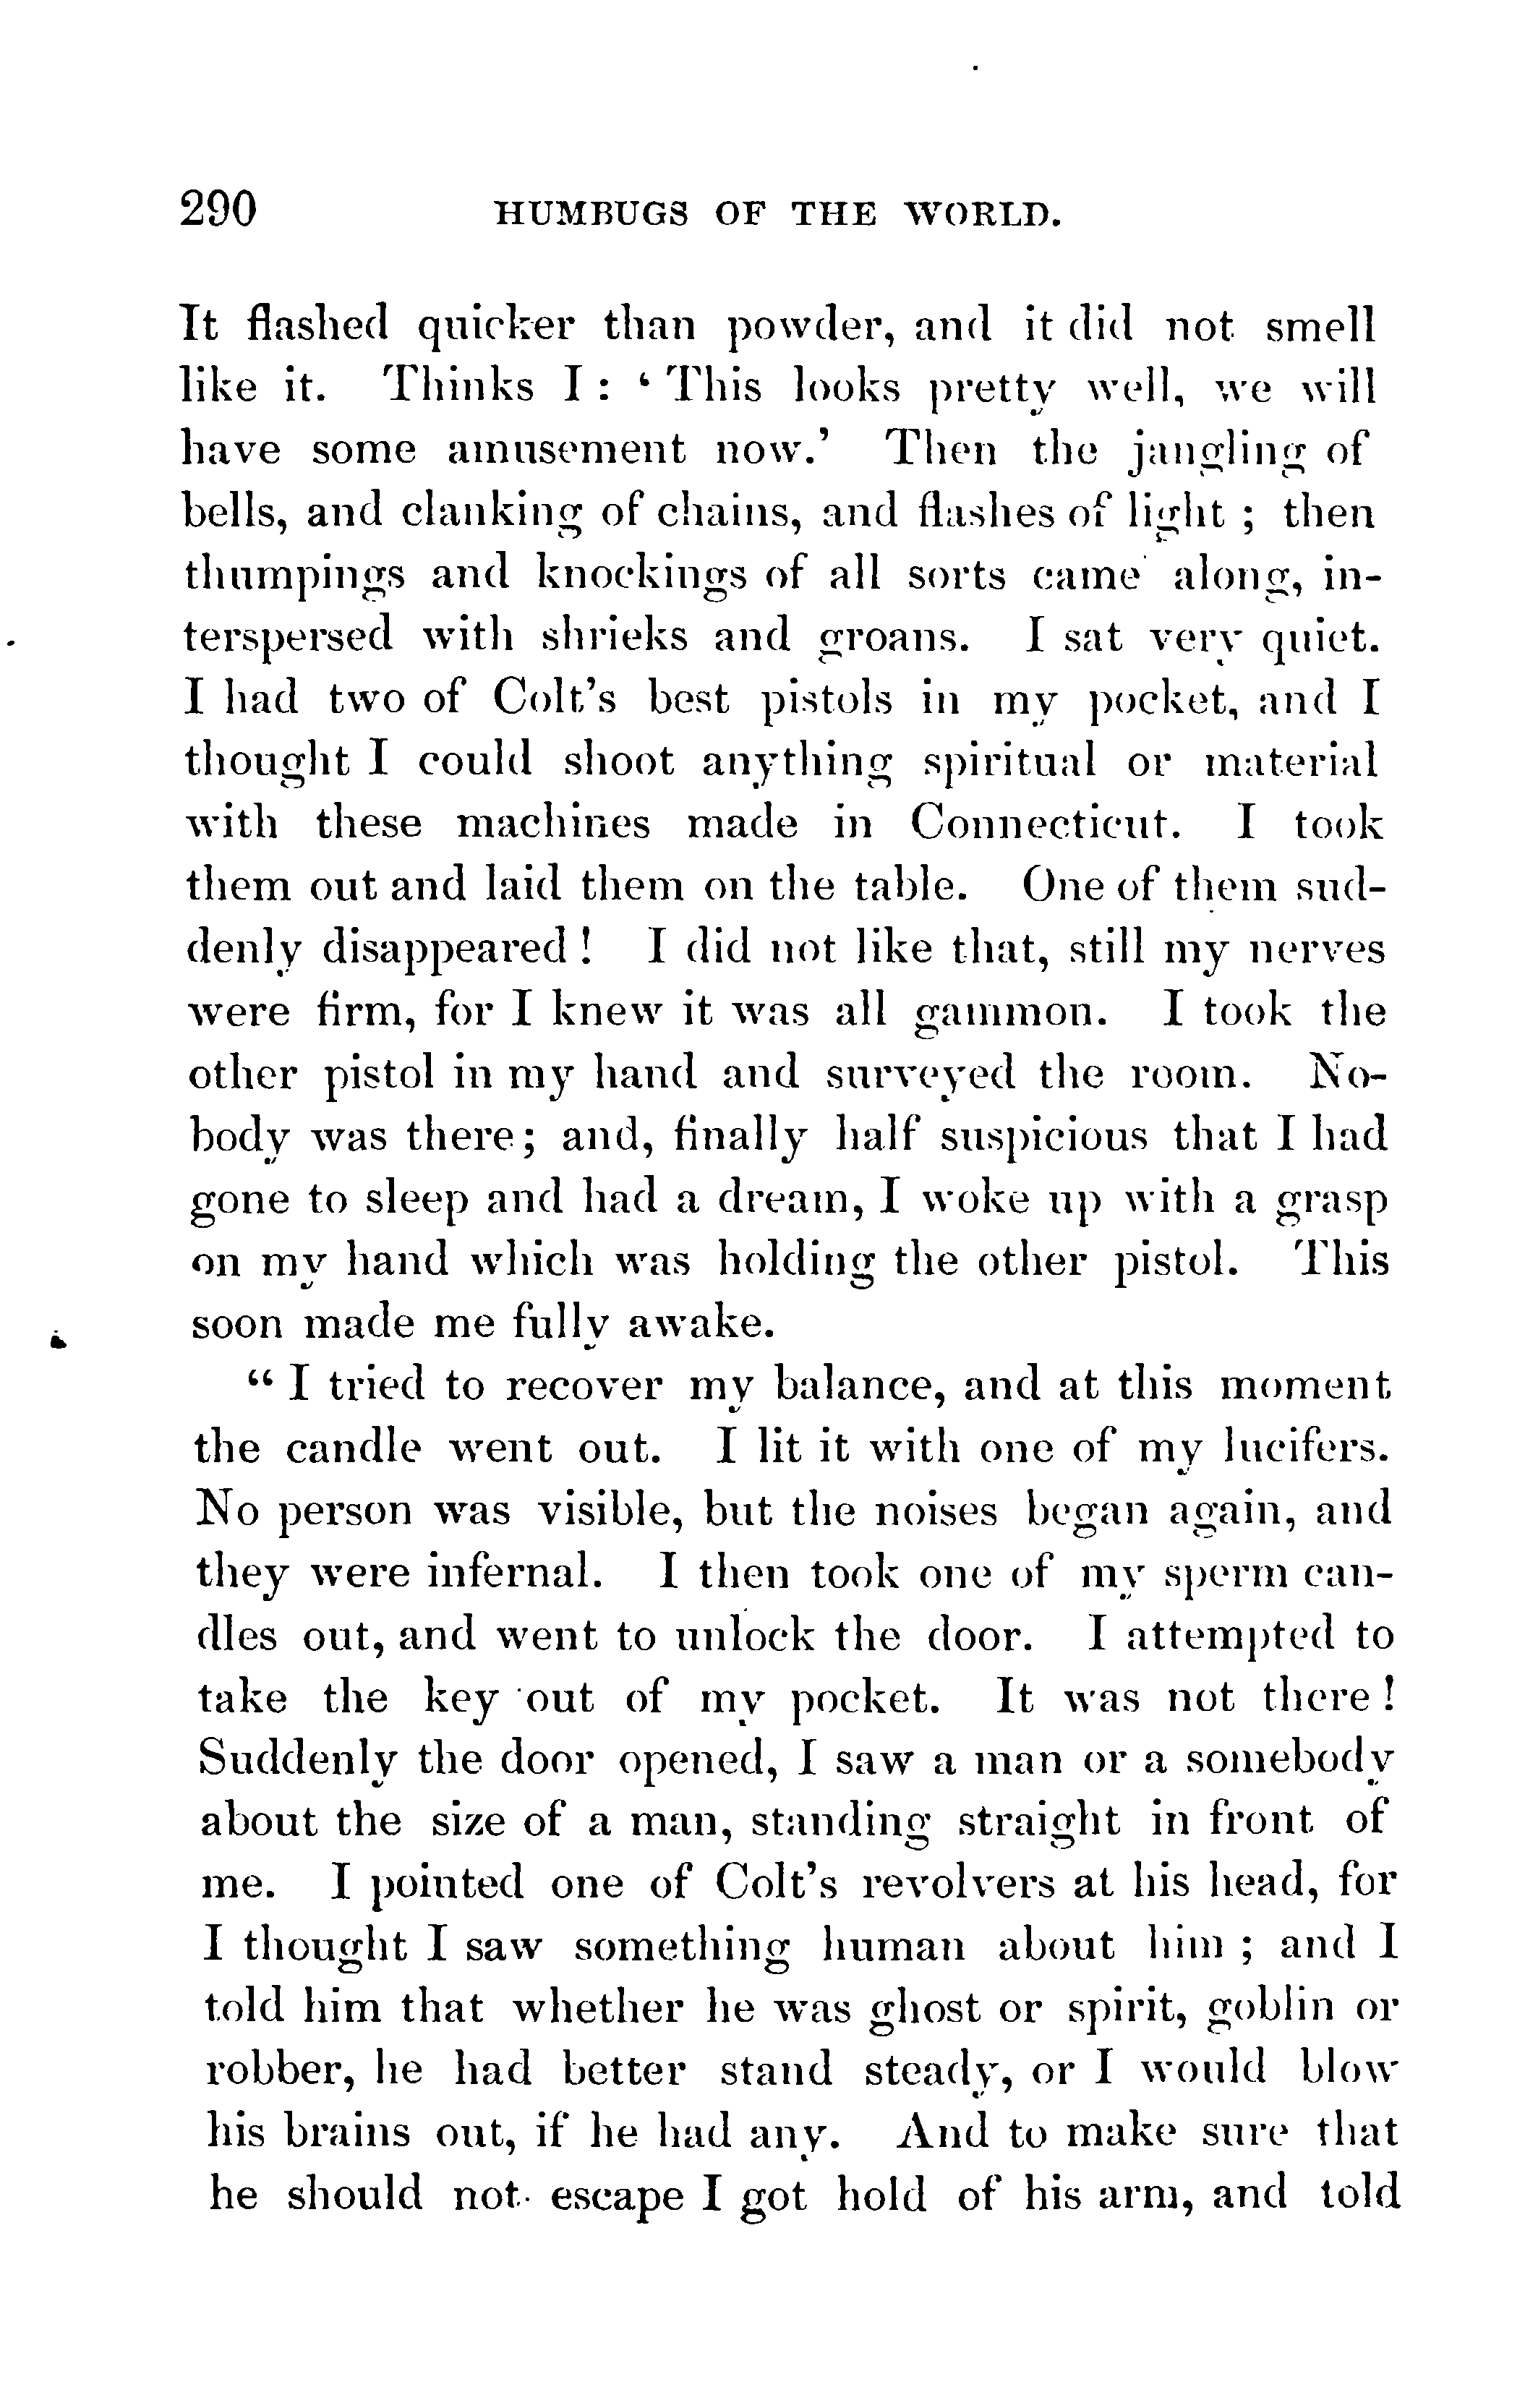 290 HUMBUGS OF THE WORLD.
It flashed quicker than powder, and it did not smell
like it. Thinks I : ‘ This looks pretty well, we will
have some amusement now.’ Then the jangling of
bells, and clanking of chains, and flashes of light ; then
thumpings and knockings of all sorts came along, in-
terspersed with shrieks and groans. I sat very quiet.
I had two of Colt’s best pistols in my pocket, and I
thought I could shoot anything spiritual or material
with these machines made in Connecticut. I took
them out and laid them on the table. One of them sud-
denly disappeared ! I did not like that, still my nerves
were firm, for I knew it was all gammon. I took the
other pistol in my hand and surveyed the room. No-
body was there ; and, finally half suspicious that I had
gone to sleep and had a dream, I woke up with a grasp
on my hand which was holding the other pistol. This
soon made me fully awake.
“ I tried to recover my balance, and at this moment
the candle went out. I lit it with one of my lucifers.
No person was visible, but the noises began again, and
they were infernal. I then took one of my sperm can-
dles out, and went to unlock the door. I attempted to
take the key out of my pocket. It was not there !
Suddenly the door opened, I saw a man or a somebody
about the size of a man, standing straight in front of
me. I pointed one of Colt’s revolvers at his head, for
I thought I saw something human about him ; and I
told him that whether he was ghost or spirit, goblin or
robber, he had better stand steady, or I would blow
his brains out, if he had any. And to make sure that
he should not escape I got hold of his arm, and told